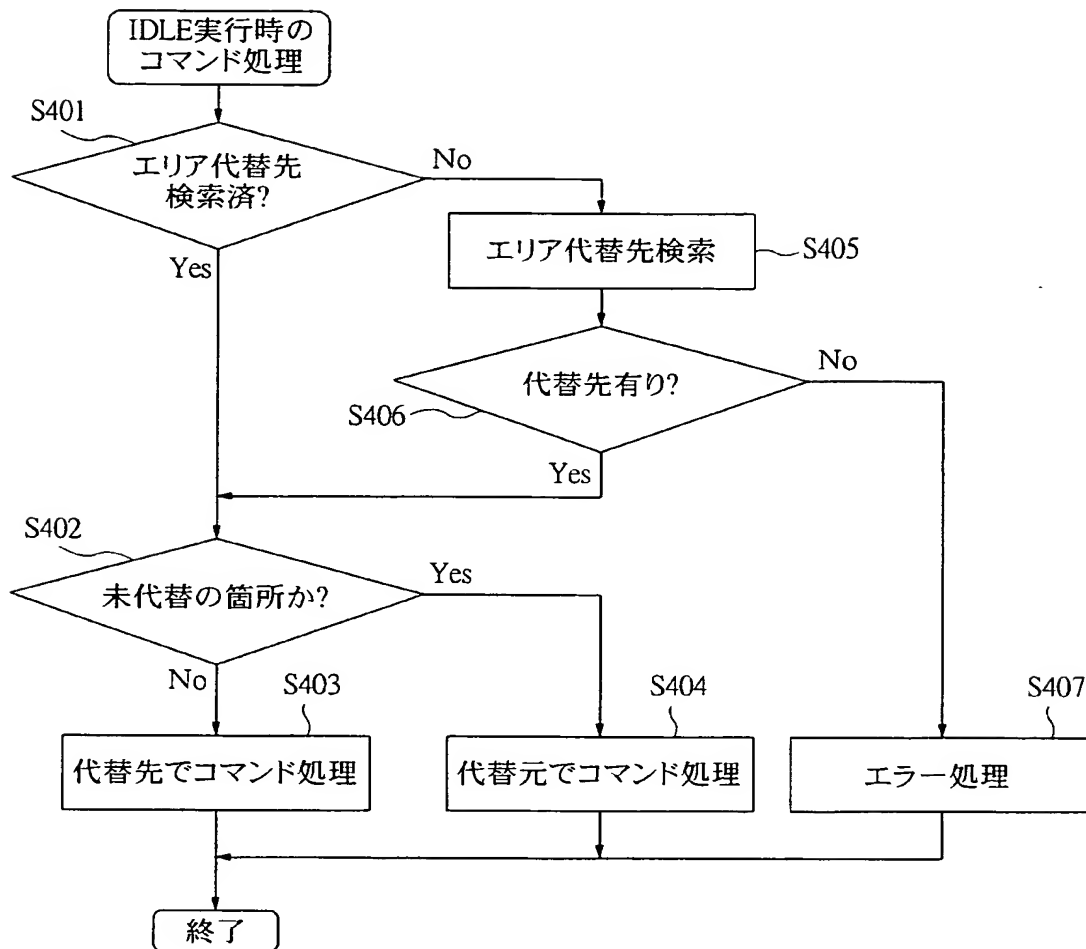 IDLE実行時の
コマンド処理
S401
エリア代替先
検索済?
No
Yes
エリア代替先検索
S405
代替先有り?
No
S406
Yes
S402
未代替の箇所か?
Yes
No
S403
S404
S407
代替先でコマンド処理
代替元でコマンド処理
エラー処理
終了